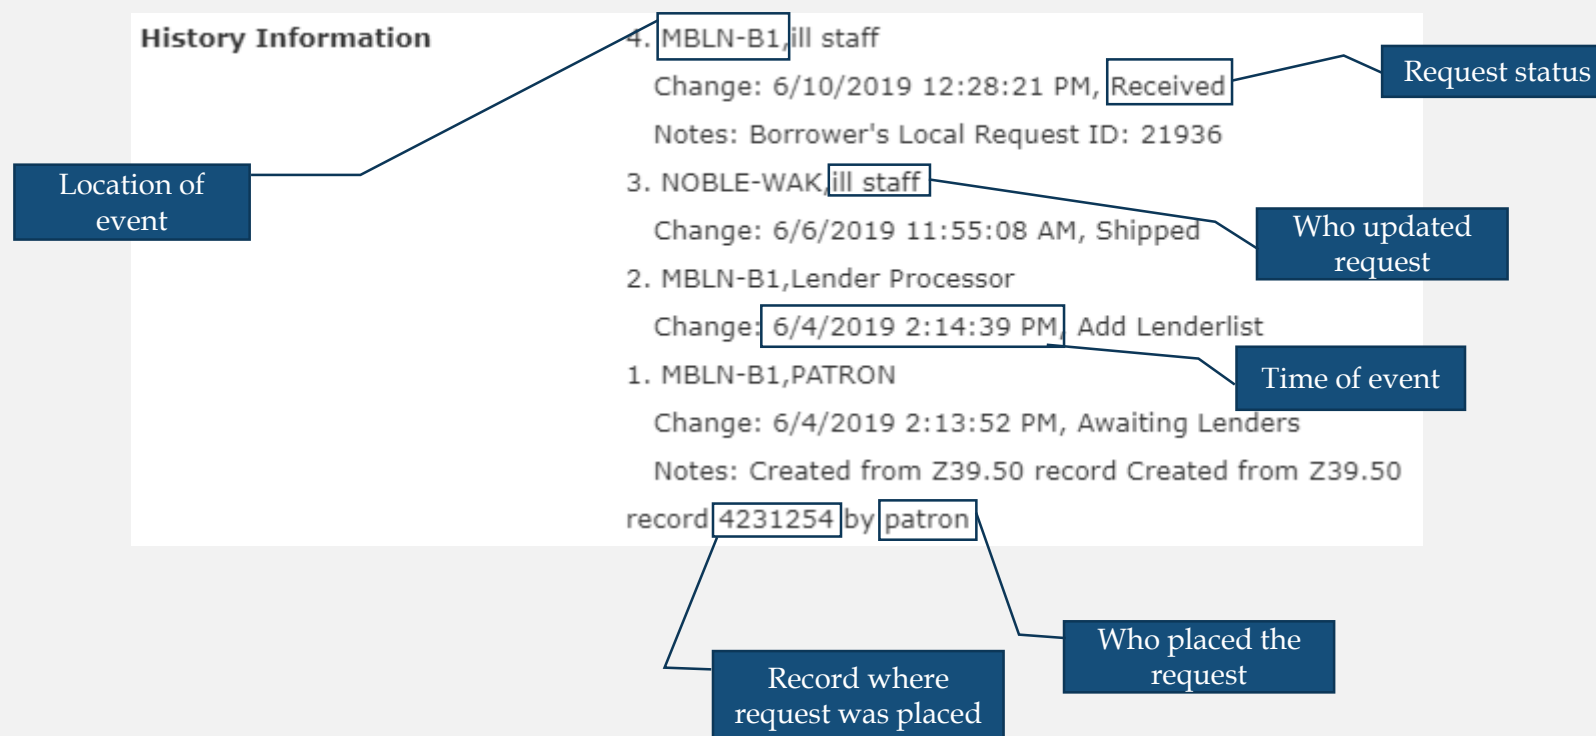 History Information
4. MBLN-B1,ill staff
Change: 6/10/2019 12:28:21 PM, Received
Request status
Notes: Borrower's Local Request ID: 21936
Location of
event
3. NOBLE-WAK,ill staff
Change: 6/6/2019 11:55:08 AM, Shipped
Who updated
request
2. MBLN-B1,Lender Processor
Change: 6/4/2019 2:14:39 PM, Add Lenderlist
Time of event
1. MBLN-B1,PATRON
Change: 6/4/2019 2:13:52 PM, Awaiting Lenders
Notes: Created from Z39.50 record Created from Z39.50
record 4231254 by patron
Who placed the
request
Record where
request was placed